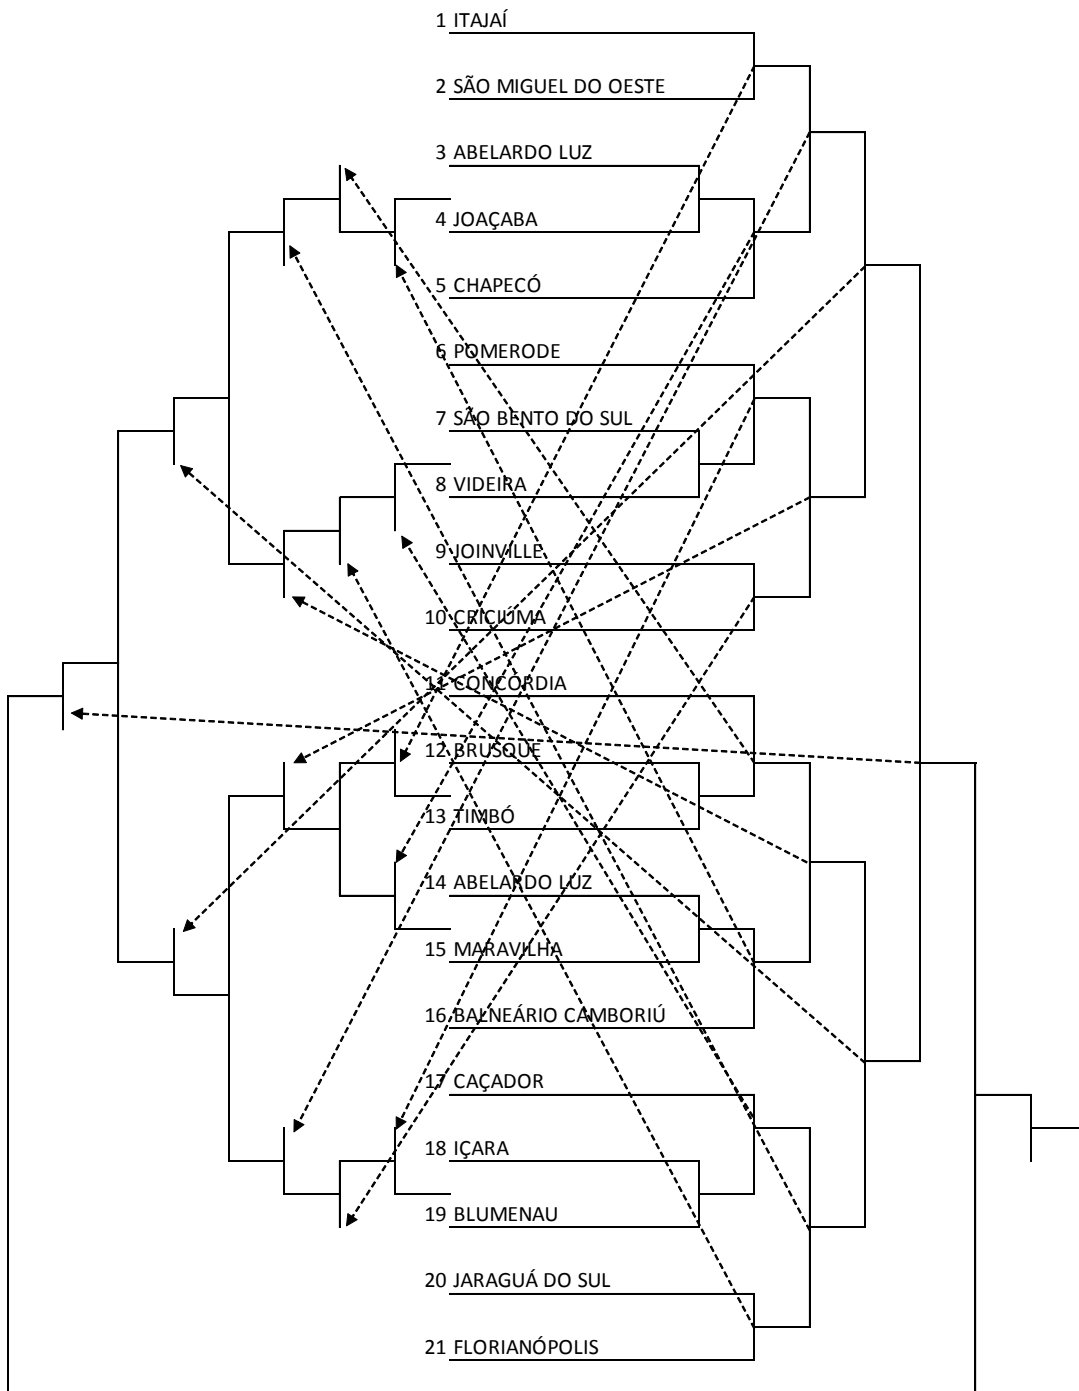 1 ITAJAÍ
2 SÃO MIGUEL DO OESTE
3 ABELARDO LUZ
4 JOAÇABA
5 CHAPECÓ
6 POMERODE
7 SÃO BENTO DO SUL
8 VIDEIRA
9 JOINVILLE
10 CRICIÚMA
11 CONCÓRDIA
12 BRUSQUE
13 TIMBÓ
14 ABELARDO LUZ
15 MARAVILHA
16 BALNEÁRIO CAMBORIÚ
17 CAÇADOR
18 IÇARA
19 BLUMENAU
20 JARAGUÁ DO SUL
21 FLORIANÓPOLIS